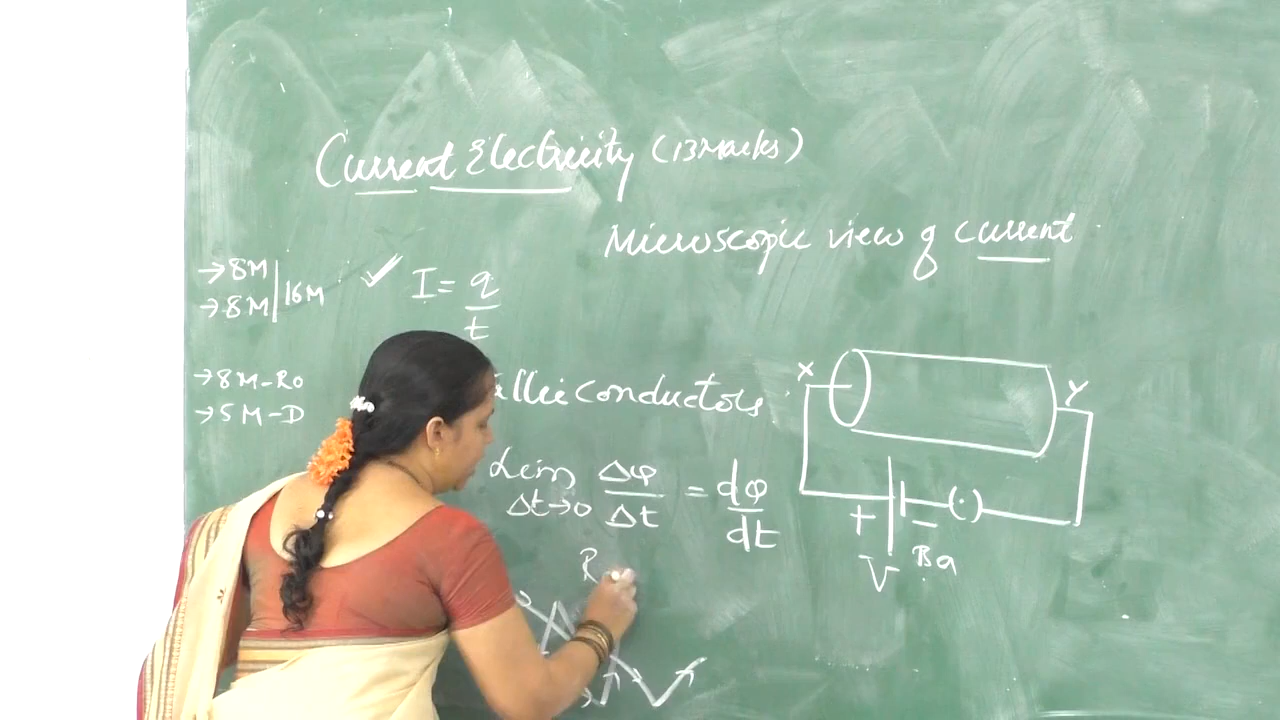 Current Electricity (13 Marks)
Microscopic view of current
→8M
→8M | 16M
✓ I = q/t
→8M-Ro
→5M-D
conductors
X
Y
Lim Δt→0 Δφ/Δt = dφ/dt
+ −
V
Ba
R